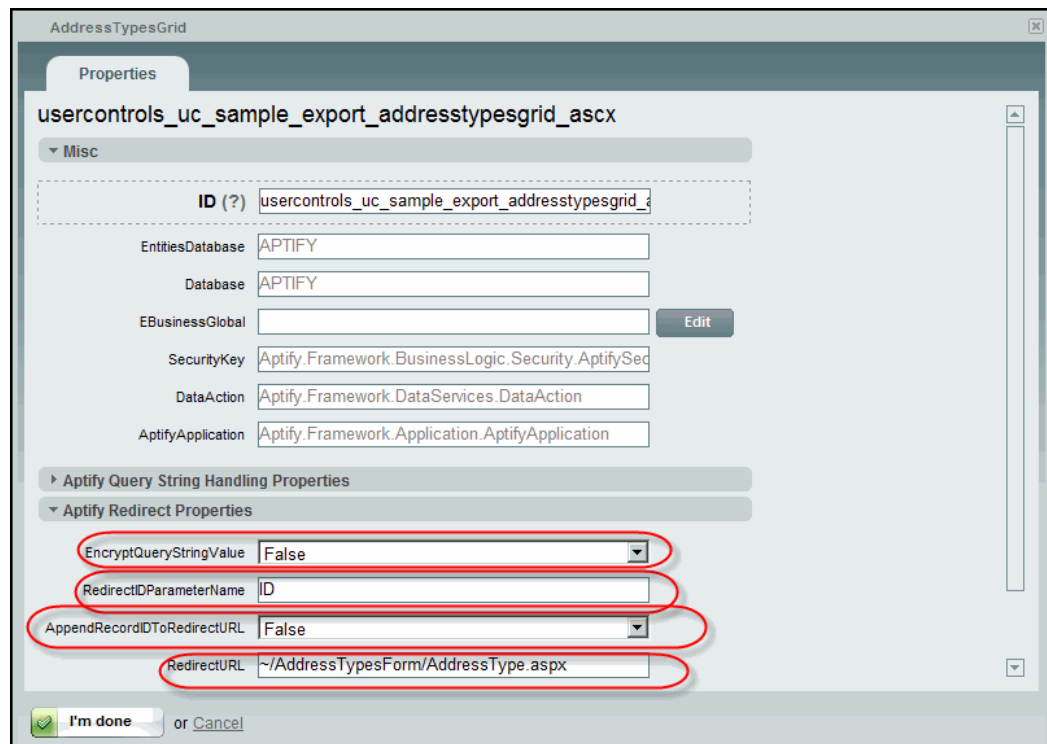 AddressTypesGrid
Properties
usercontrols_uc_sample_export_addresstypesgrid_ascx
Misc
ID (?) usercontrols_uc_sample_export_addresstypesgrid_a
EntitiesDatabase APTIFY
Database APTIFY
EBusinessGlobal Edit
SecurityKey Aptify.Framework.BusinessLogic.Security.AptifySec
DataAction Aptify.Framework.DataServices.DataAction
AptifyApplication Aptify.Framework.Application.AptifyApplication
Aptify Query String Handling Properties
Aptify Redirect Properties
EncryptQueryStringValue False
RedirectIDParameterName ID
AppendRecordIDToRedirectURL False
RedirectURL ~/AddressTypesForm/AddressType.aspx
I'm done or Cancel